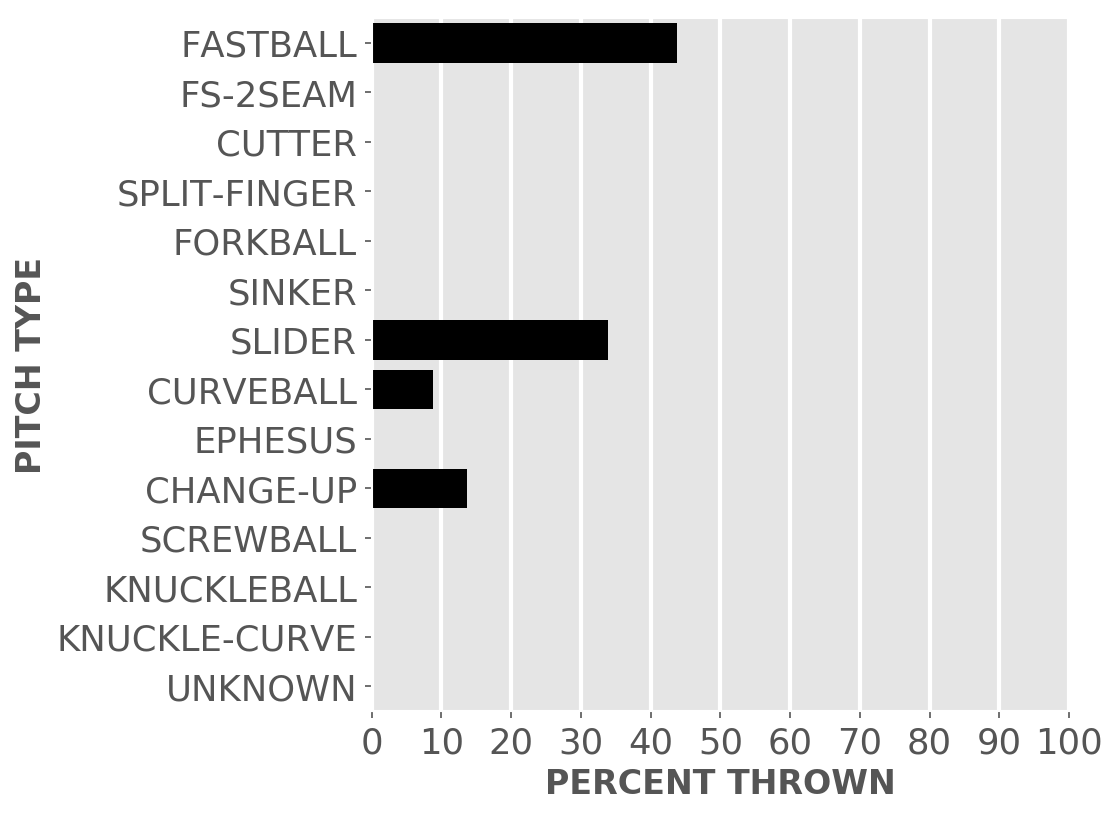 FASTBALL
FS-2SEAM
CUTTER
SPLIT-FINGER
FORKBALL
SINKER
SLIDER
CURVEBALL
EPHESUS
CHANGE-UP
SCREWBALL
KNUCKLEBALL
KNUCKLE-CURVE
UNKNOWN
PITCH TYPE
0 10 20 30 40 50 60 70 80 90 100
PERCENT THROWN